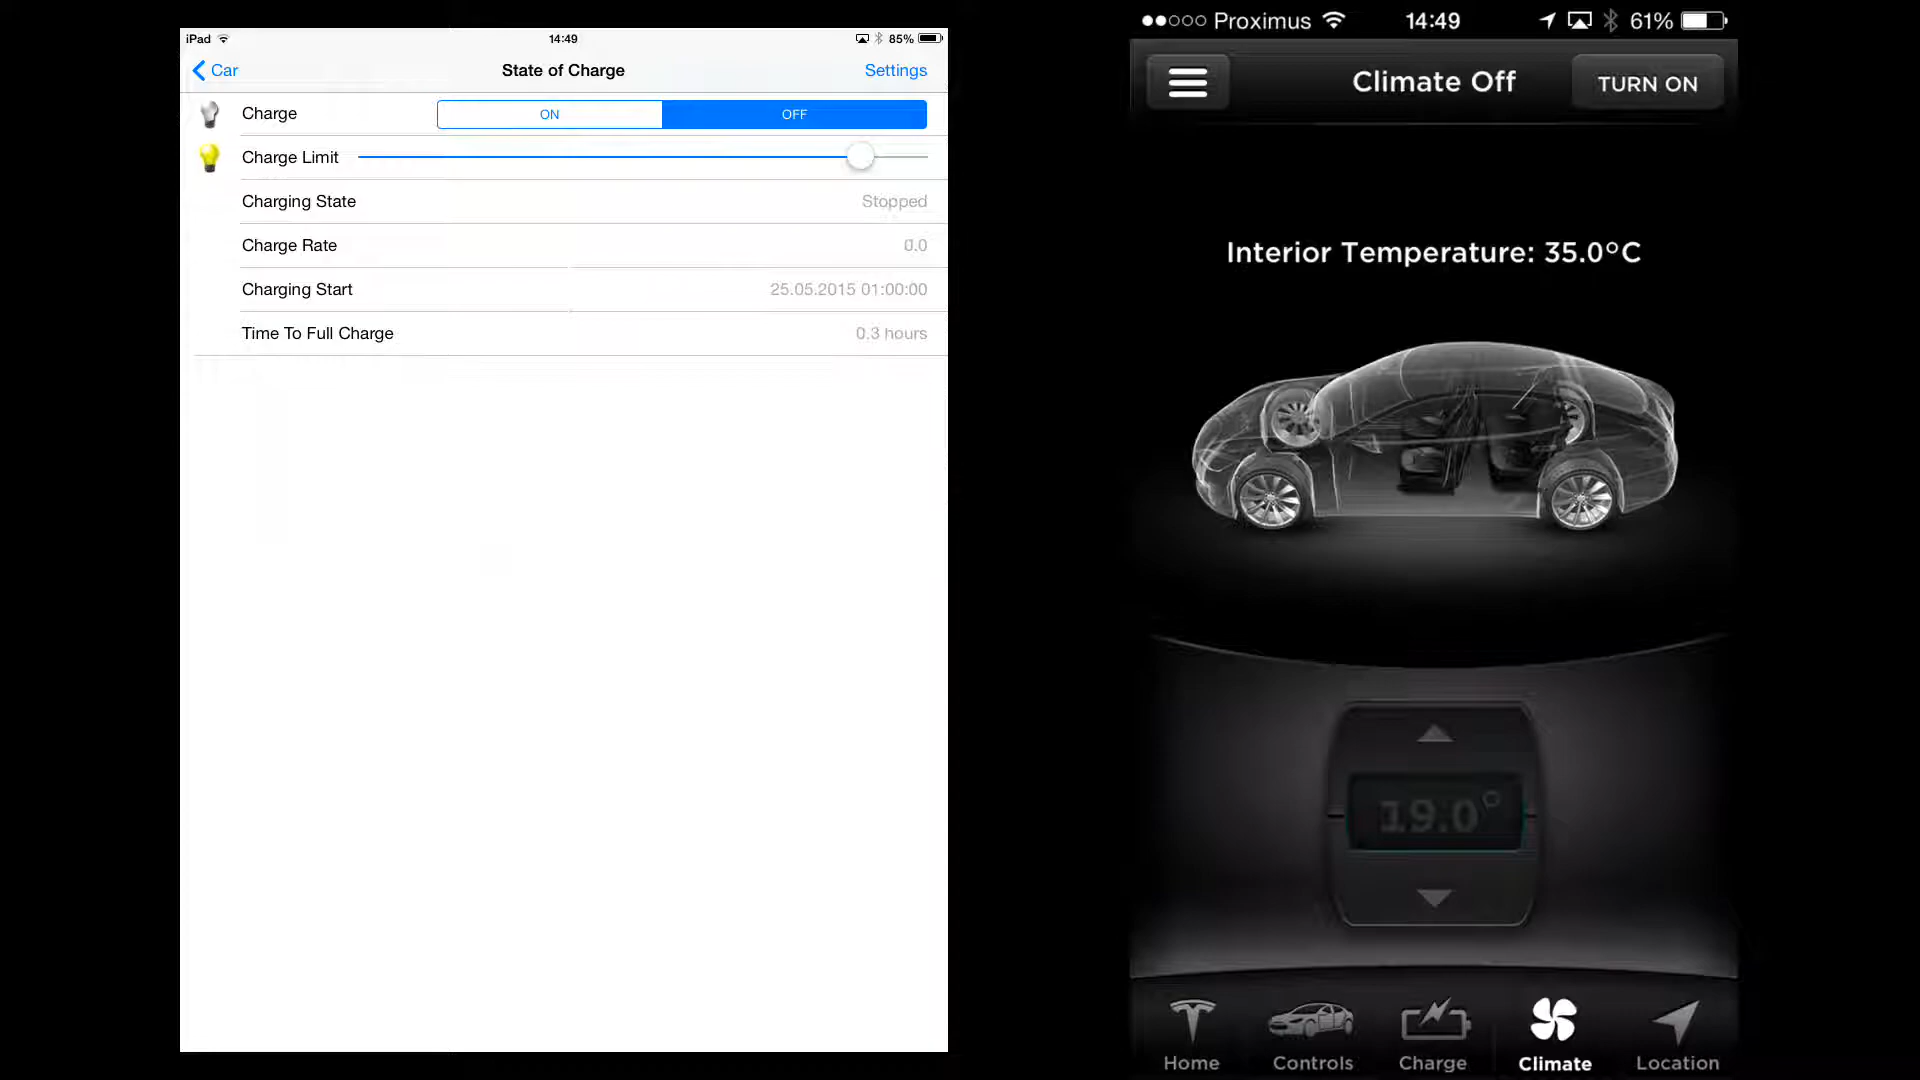 iPad 14:49 85%
Car State of Charge Settings
Charge ON OFF
Charge Limit
Charging State Stopped
Charge Rate 0.0
Charging Start 25.05.2015 01:00:00
Time To Full Charge 0.3 hours
Proximus 14:49 61%
Climate Off TURN ON
Interior Temperature: 35.0°C
19.0°
Home Controls Charge Climate Location